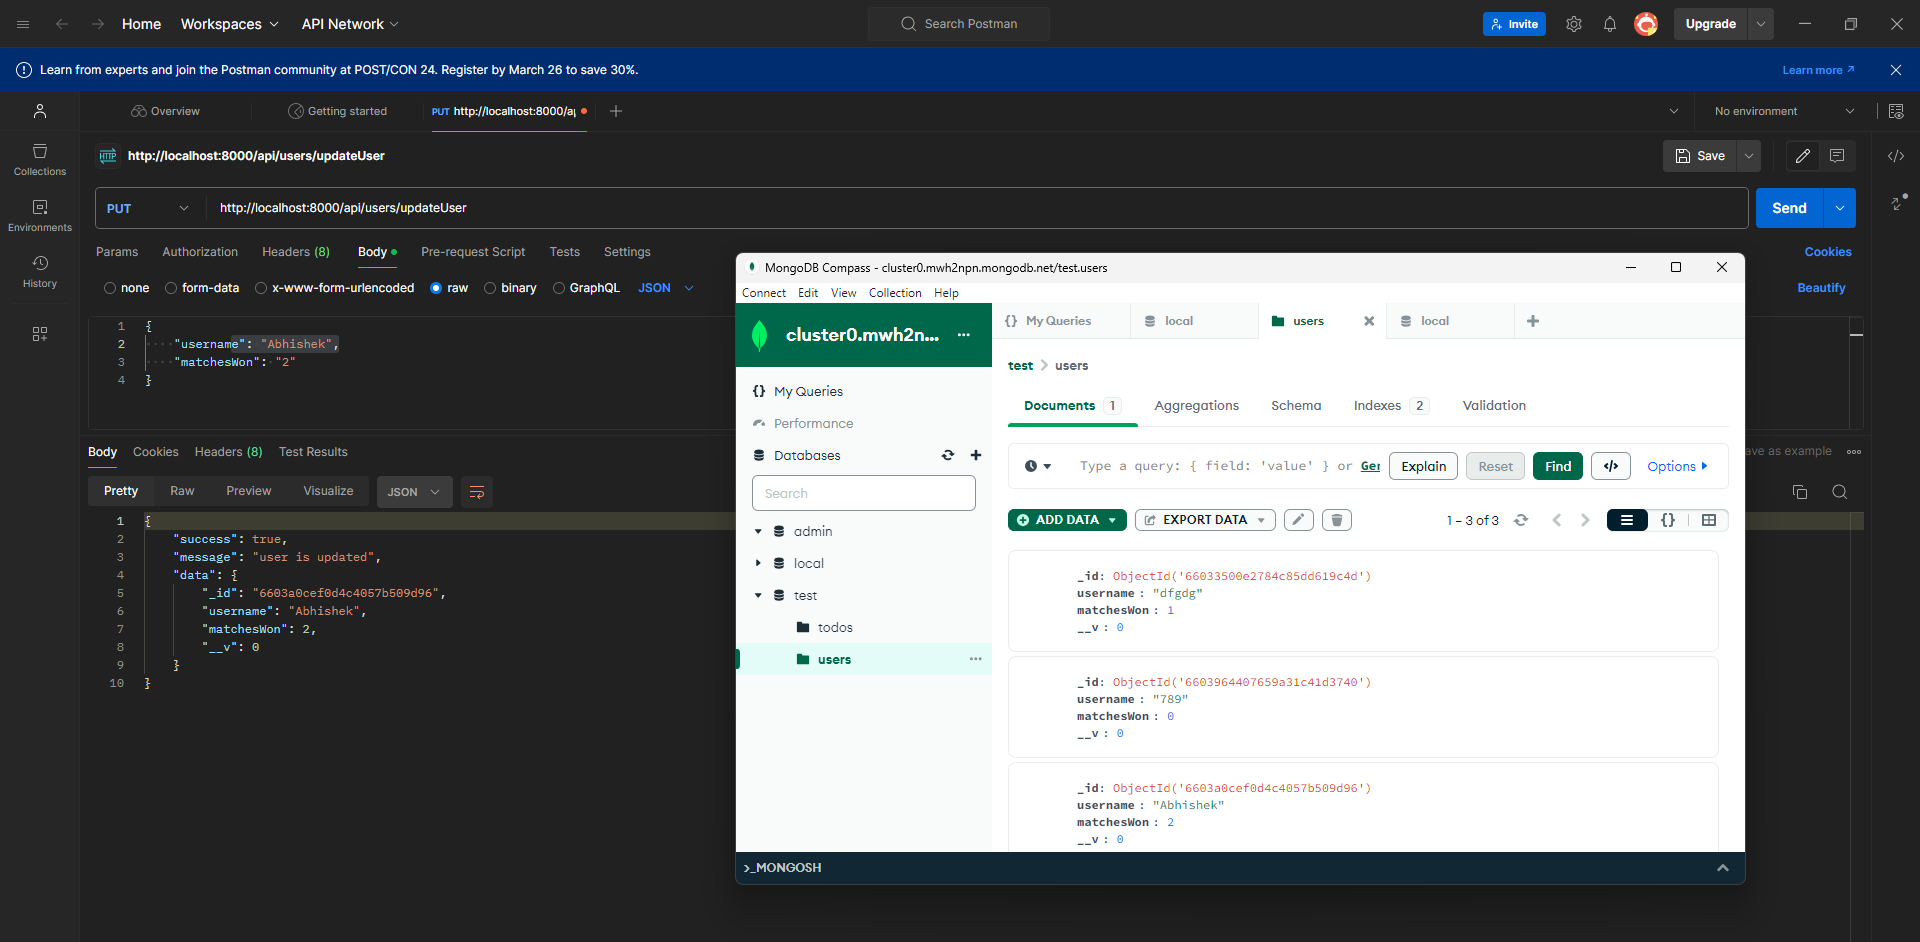 Home Workspaces API Network Search Postman Invite Upgrade
Learn from experts and join the Postman community at POST/CON 24. Register by March 26 to save 30%. Learn more
Overview Getting started PUT http://localhost:8000/a No environment
HTTP http://localhost:8000/api/users/updateUser Save
Collections
PUT http://localhost:8000/api/users/updateUser Send
Environments
Params Authorization Headers (8) Body Pre-request Script Tests Settings Cookies
History
none form-data x-www-form-urlencoded raw binary GraphQL JSON Beautify
1 {
2 "username": "Abhishek",
3 "matchesWon": "2"
4 }
Body Cookies Headers (8) Test Results ave as example
Pretty Raw Preview Visualize JSON
1 {
2 "success": true,
3 "message": "user is updated",
4 "data": {
5 "_id": "6603a0cef0d4c4057b509d96",
6 "username": "Abhishek",
7 "matchesWon": 2,
8 "__v": 0
9 }
10 }
MongoDB Compass - cluster0.mwh2npn.mongodb.net/test.users
Connect Edit View Collection Help
cluster0.mwh2n...
{} My Queries local users local
test > users
My Queries
Performance
Databases
Search
admin
local
test
todos
users
Documents 1 Aggregations Schema Indexes 2 Validation
Type a query: { field: 'value' } or Ger Explain Reset Find </> Options
ADD DATA EXPORT DATA 1 – 3 of 3 {}
_id: ObjectId('66033500e2784c85dd619c4d')
username : "dfgdg"
matchesWon : 1
__v : 0
_id: ObjectId('6603964407659a31c41d3740')
username : "789"
matchesWon : 0
__v : 0
_id: ObjectId('6603a0cef0d4c4057b509d96')
username : "Abhishek"
matchesWon : 2
__v : 0
>_MONGOSH